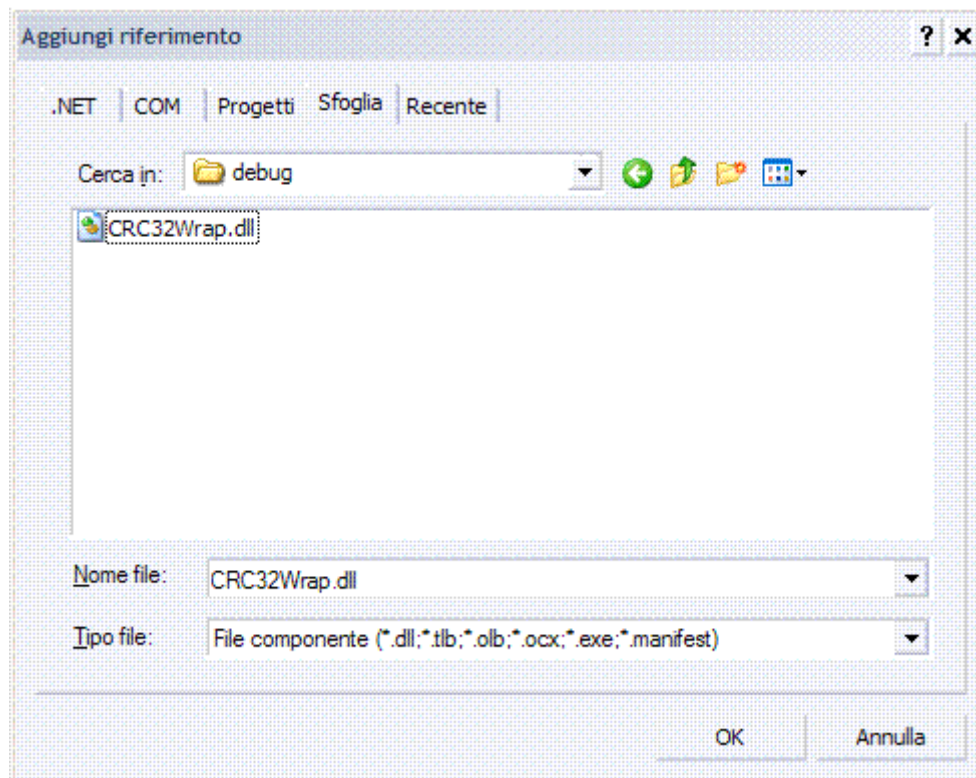 Aggiungi riferimento
.NET COM Progetti Sfoglia Recente
Cerca in: debug
CRC32Wrap.dll
Nome file: CRC32Wrap.dll
Tipo file: File componente (*.dll;*.tlb;*.olb;*.ocx;*.exe;*.manifest)
OK Annulla